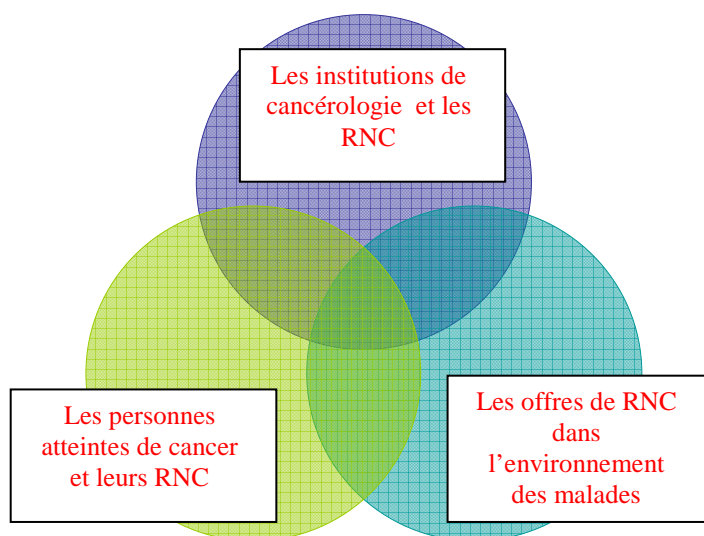 Les institutions de
cancérologie et les
RNC
Les personnes
atteintes de cancer
et leurs RNC
Les offres de RNC
dans
l’environnement
des malades